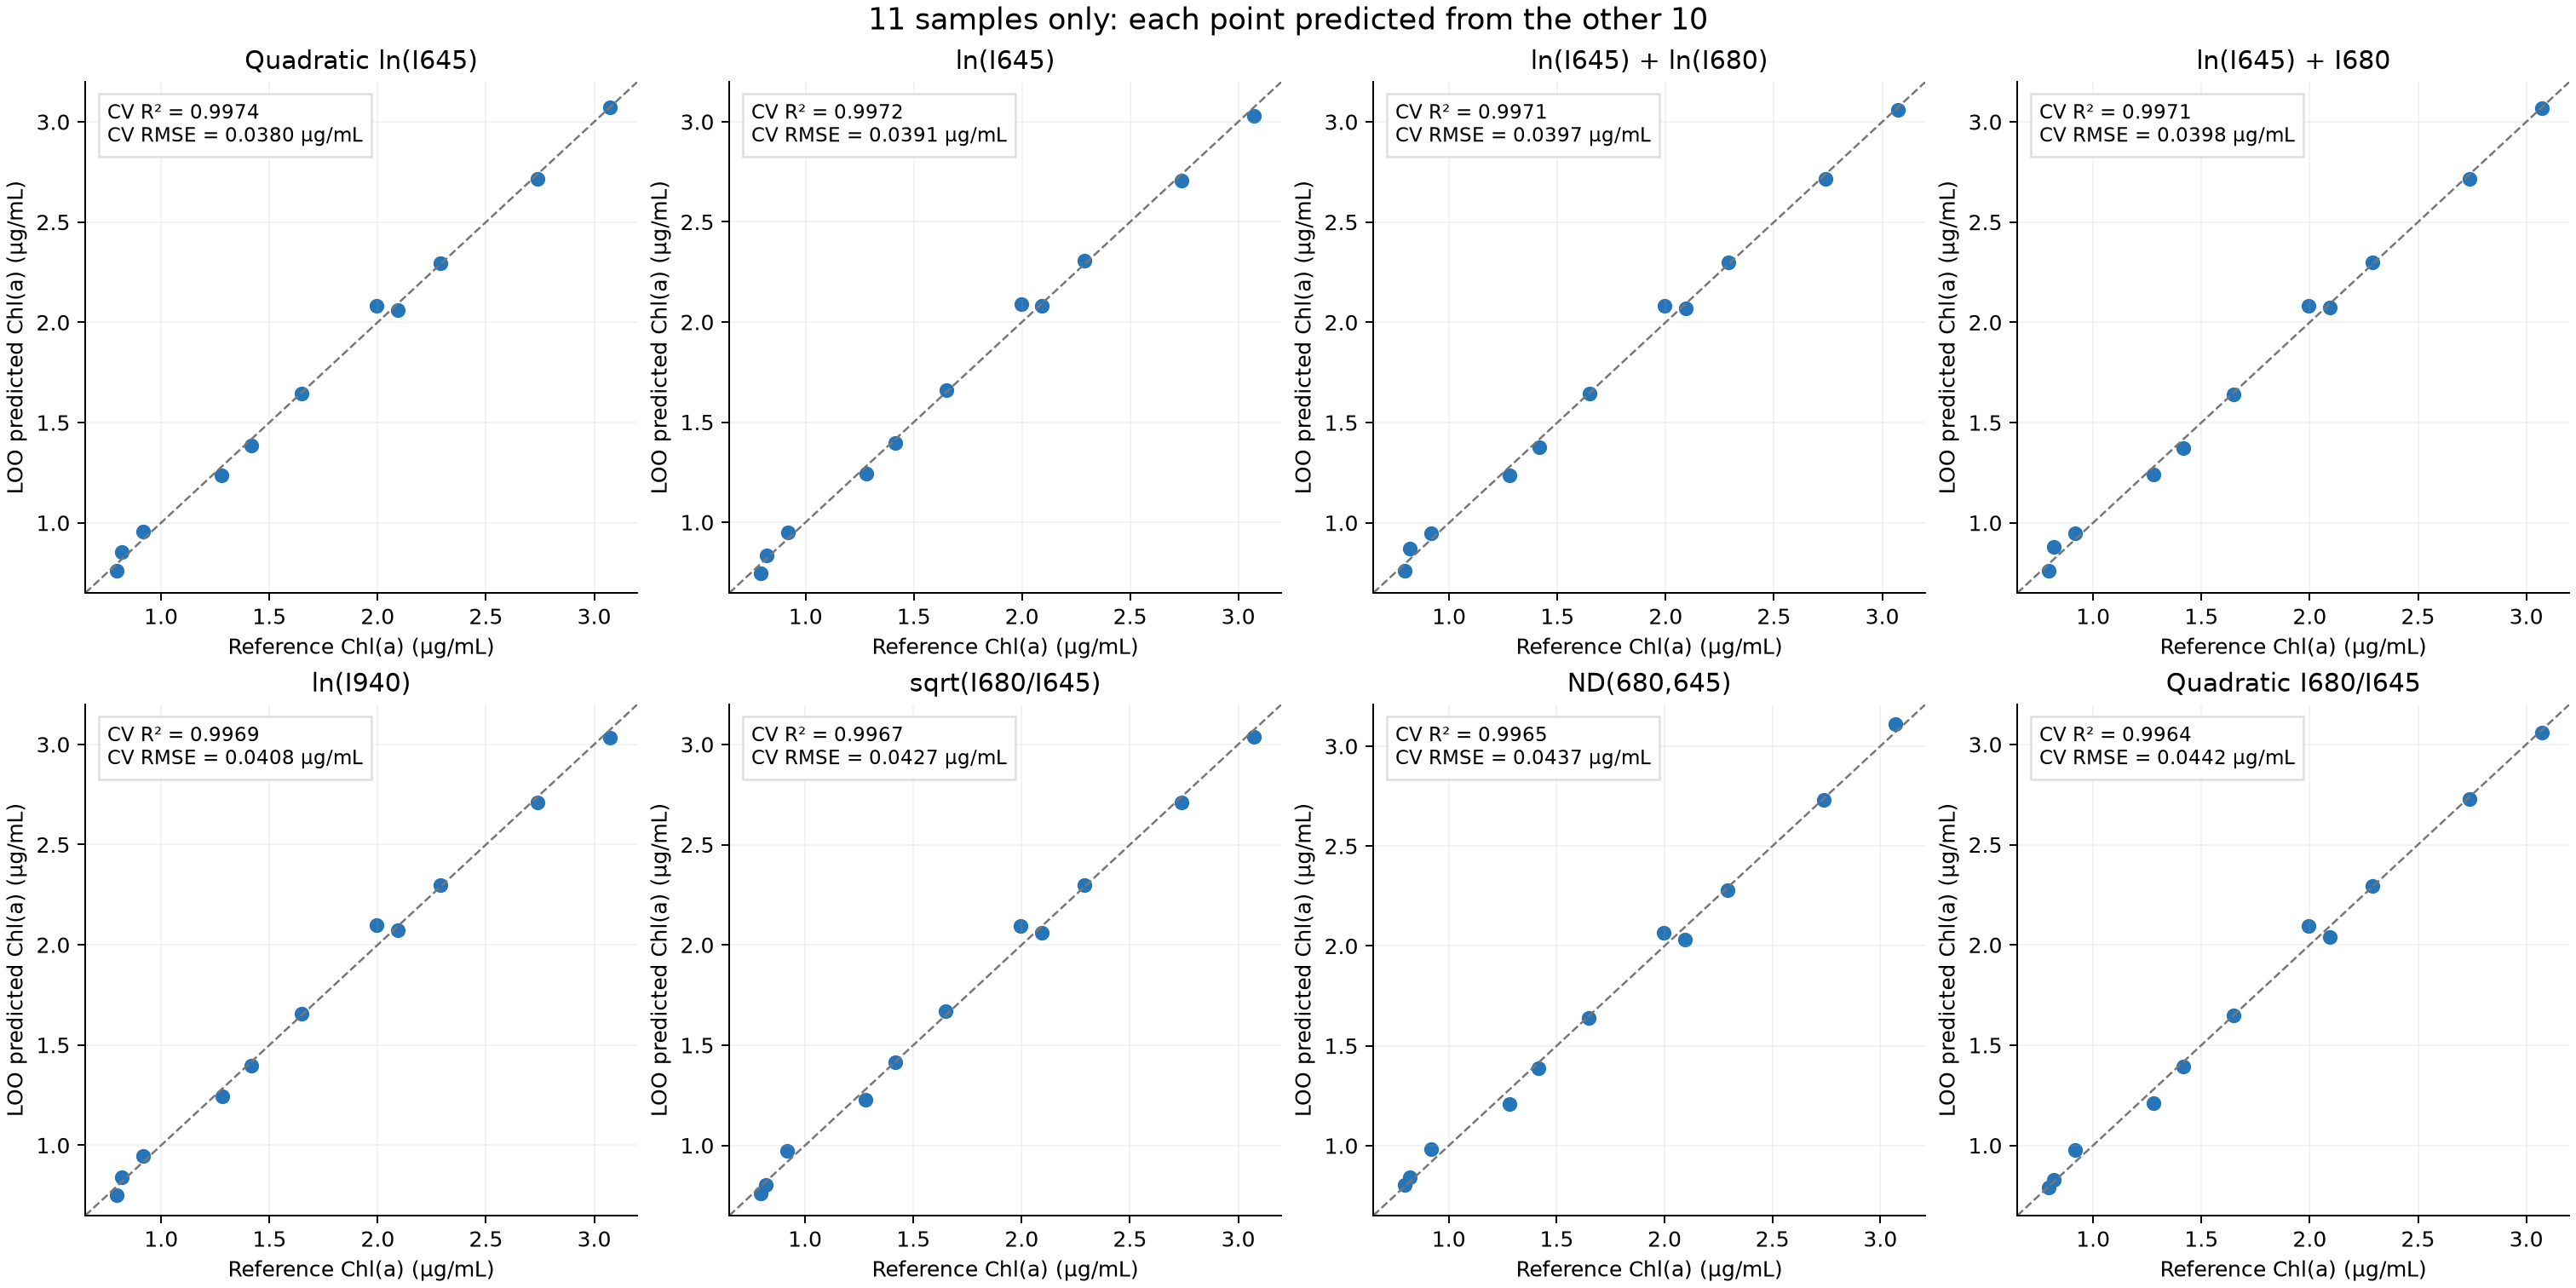 11 samples only: each point predicted from the other 10
Quadratic ln(I645)
CV R² = 0.9974
CV RMSE = 0.0380 µg/mL
LOO predicted Chl(a) (µg/mL)
3.0
2.5
2.0
1.5
1.0
1.0 1.5 2.0 2.5 3.0
Reference Chl(a) (µg/mL)
ln(I645)
CV R² = 0.9972
CV RMSE = 0.0391 µg/mL
LOO predicted Chl(a) (µg/mL)
3.0
2.5
2.0
1.5
1.0
1.0 1.5 2.0 2.5 3.0
Reference Chl(a) (µg/mL)
ln(I645) + ln(I680)
CV R² = 0.9971
CV RMSE = 0.0397 µg/mL
LOO predicted Chl(a) (µg/mL)
3.0
2.5
2.0
1.5
1.0
1.0 1.5 2.0 2.5 3.0
Reference Chl(a) (µg/mL)
ln(I645) + I680
CV R² = 0.9971
CV RMSE = 0.0398 µg/mL
LOO predicted Chl(a) (µg/mL)
3.0
2.5
2.0
1.5
1.0
1.0 1.5 2.0 2.5 3.0
Reference Chl(a) (µg/mL)
ln(I940)
CV R² = 0.9969
CV RMSE = 0.0408 µg/mL
LOO predicted Chl(a) (µg/mL)
3.0
2.5
2.0
1.5
1.0
1.0 1.5 2.0 2.5 3.0
Reference Chl(a) (µg/mL)
sqrt(I680/I645)
CV R² = 0.9967
CV RMSE = 0.0427 µg/mL
LOO predicted Chl(a) (µg/mL)
3.0
2.5
2.0
1.5
1.0
1.0 1.5 2.0 2.5 3.0
Reference Chl(a) (µg/mL)
ND(680,645)
CV R² = 0.9965
CV RMSE = 0.0437 µg/mL
LOO predicted Chl(a) (µg/mL)
3.0
2.5
2.0
1.5
1.0
1.0 1.5 2.0 2.5 3.0
Reference Chl(a) (µg/mL)
Quadratic I680/I645
CV R² = 0.9964
CV RMSE = 0.0442 µg/mL
LOO predicted Chl(a) (µg/mL)
3.0
2.5
2.0
1.5
1.0
1.0 1.5 2.0 2.5 3.0
Reference Chl(a) (µg/mL)